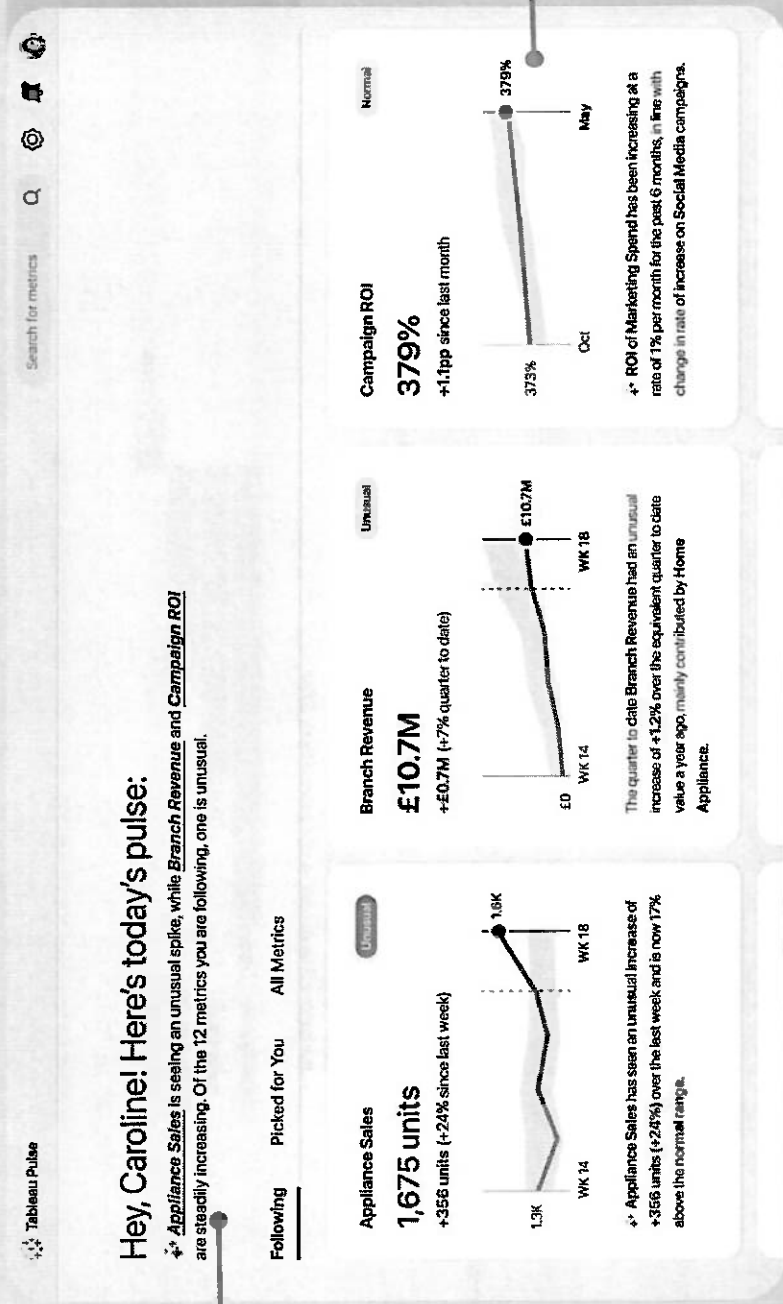 Tableau Pulse
Search for metrics
Hey, Caroline! Here's today's pulse:
Appliance Sales is seeing an unusual spike, while Branch Revenue and Campaign ROI
are steadily increasing. Of the 12 metrics you are following, one is unusual.
Following Picked for You All Metrics
Appliance Sales
Unusual
1,675 units
+356 units (+24% since last week)
1.3K
1.6K
WK 14
WK 18
Appliance Sales has seen an unusual increase of
+356 units (+24%) over the last week and is now 17%
above the normal range.
Branch Revenue
Unusual
£10.7M
+£0.7M (+7% quarter to date)
£0
£10.7M
WK 14
WK 18
The quarter to date Branch Revenue had an unusual
increase of +1.2% over the equivalent quarter to date
value a year ago, mainly contributed by Home
Appliance.
Campaign ROI
Normal
379%
+1.1pp since last month
373%
379%
Oct
May
ROI of Marketing Spend has been increasing at a
rate of 1% per month for the past 6 months, in line with
change in rate of increase on Social Media campaigns.